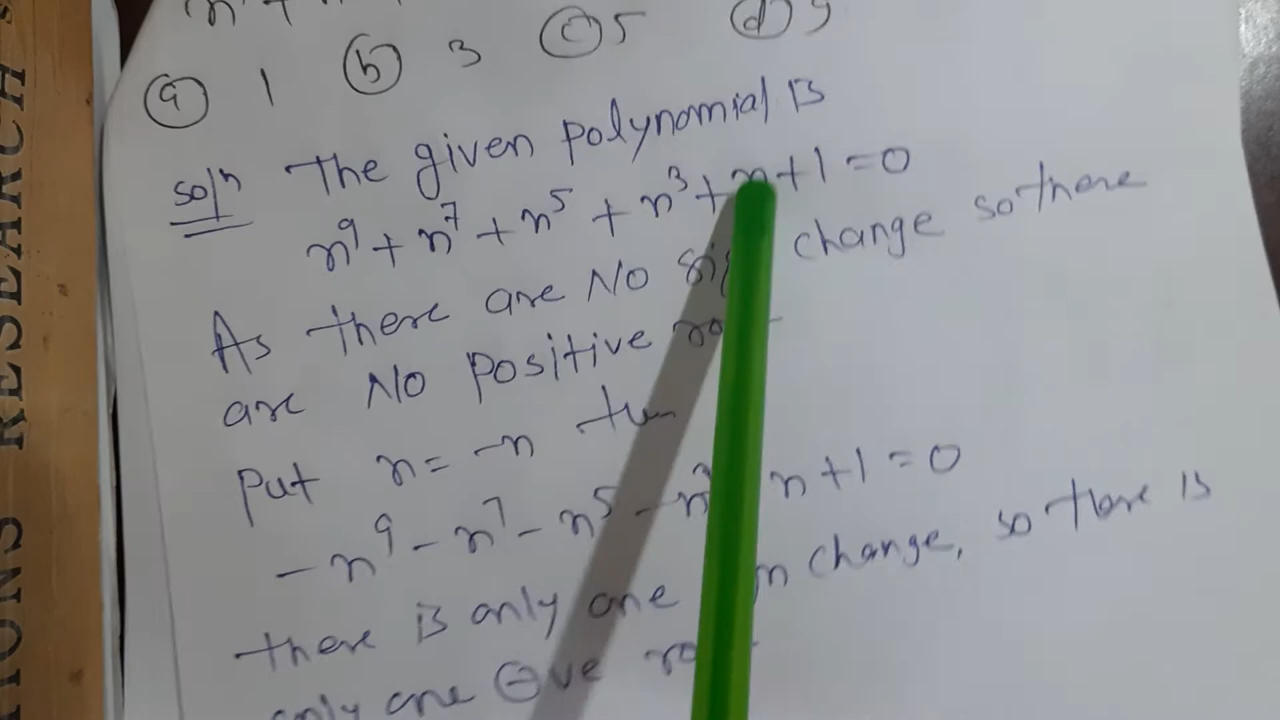 (a) 1 (b) 3 (c) 5 (d) 9
Solⁿ The given polynomial is
x⁹ + x⁷ + x⁵ + x³ + x + 1 = 0
As there are No change so there
are No positive
Put x = -x
- x⁹ - x⁷ - x⁵ - x x + 1 = 0
there is only one change, so there is
only one ⊖ve
RESEARCH